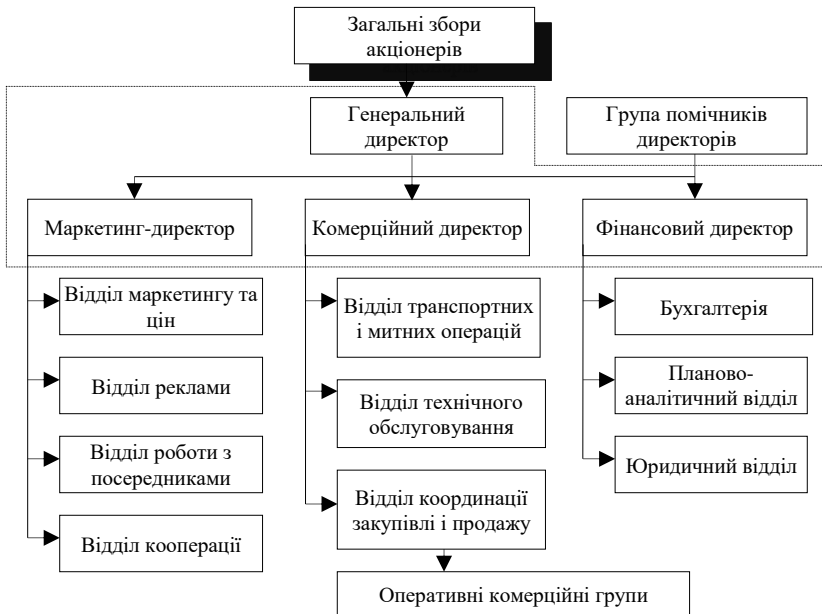 Загальні збори
акціонерів
Генеральний
директор
Група помічників
директорів
Маркетинг-директор
Комерційний директор
Фінансовий директор
Відділ маркетингу та
цін
Відділ реклами
Відділ роботи з
посередниками
Відділ кооперації
Відділ транспортних
і митних операцій
Відділ технічного
обслуговування
Відділ координації
закупівлі і продажу
Оперативні комерційні групи
Бухгалтерія
Планово-
аналітичний відділ
Юридичний відділ